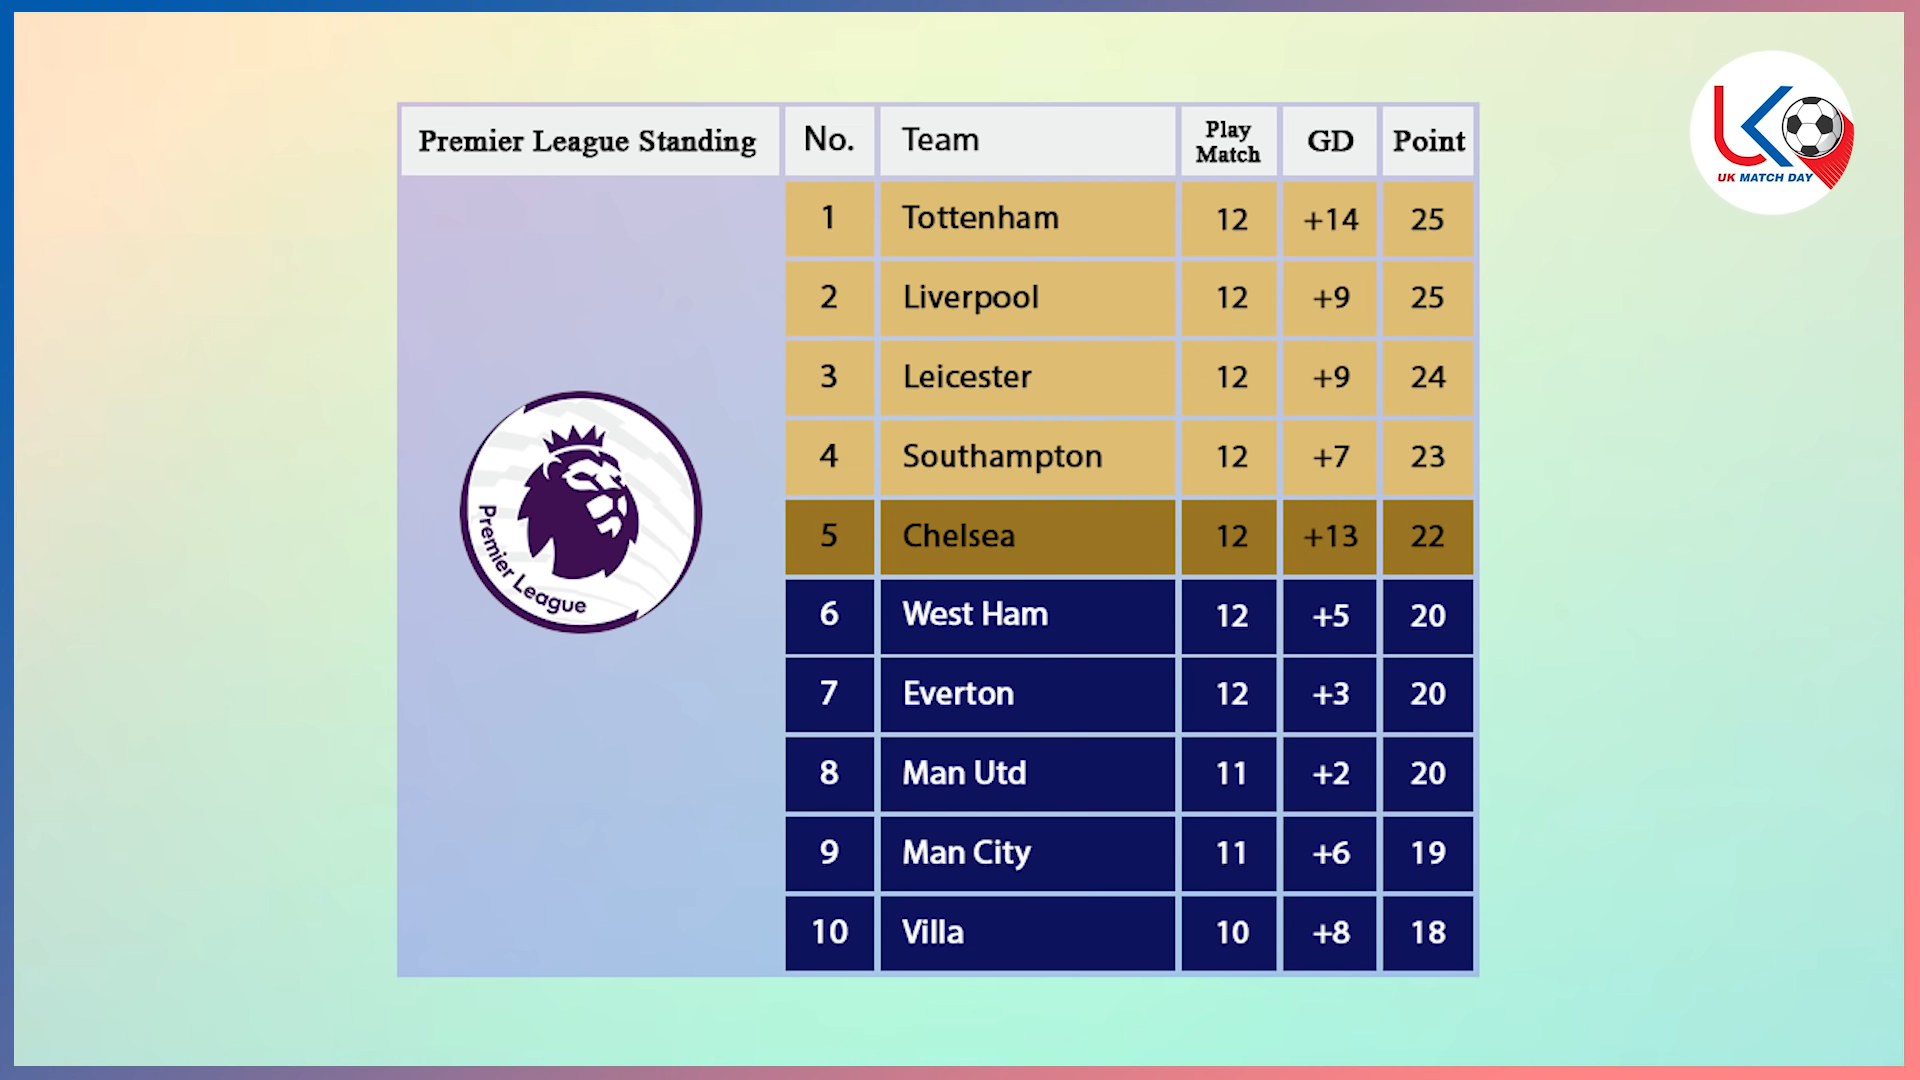 Premier League Standing No. Team Play Match GD Point
1 Tottenham 12 +14 25
2 Liverpool 12 +9 25
3 Leicester 12 +9 24
4 Southampton 12 +7 23
5 Chelsea 12 +13 22
6 West Ham 12 +5 20
7 Everton 12 +3 20
8 Man Utd 11 +2 20
9 Man City 11 +6 19
10 Villa 10 +8 18
Premier League
UK
UK MATCH DAY